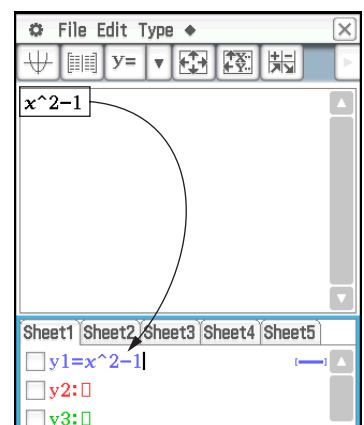 File Edit Type ◆
Y=
x^2−1
Sheet1 Sheet2 Sheet3 Sheet4 Sheet5
y1=x^2−1
y2:▯
y3:▯